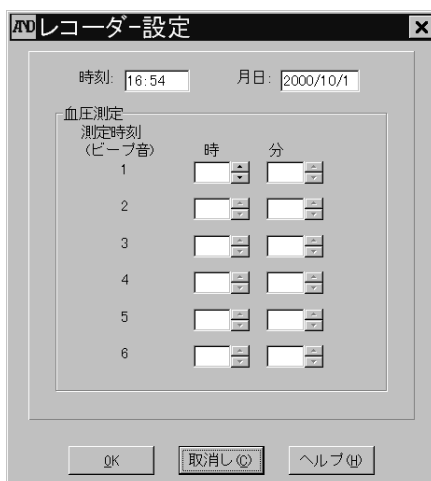 AND レコーダ-設定
時刻: 16:54 月日: 2000/10/1
血圧測定
測定時刻
(ビープ音) 時 分
1
2
3
4
5
6
OK 取消し(C) ヘルプ(H)